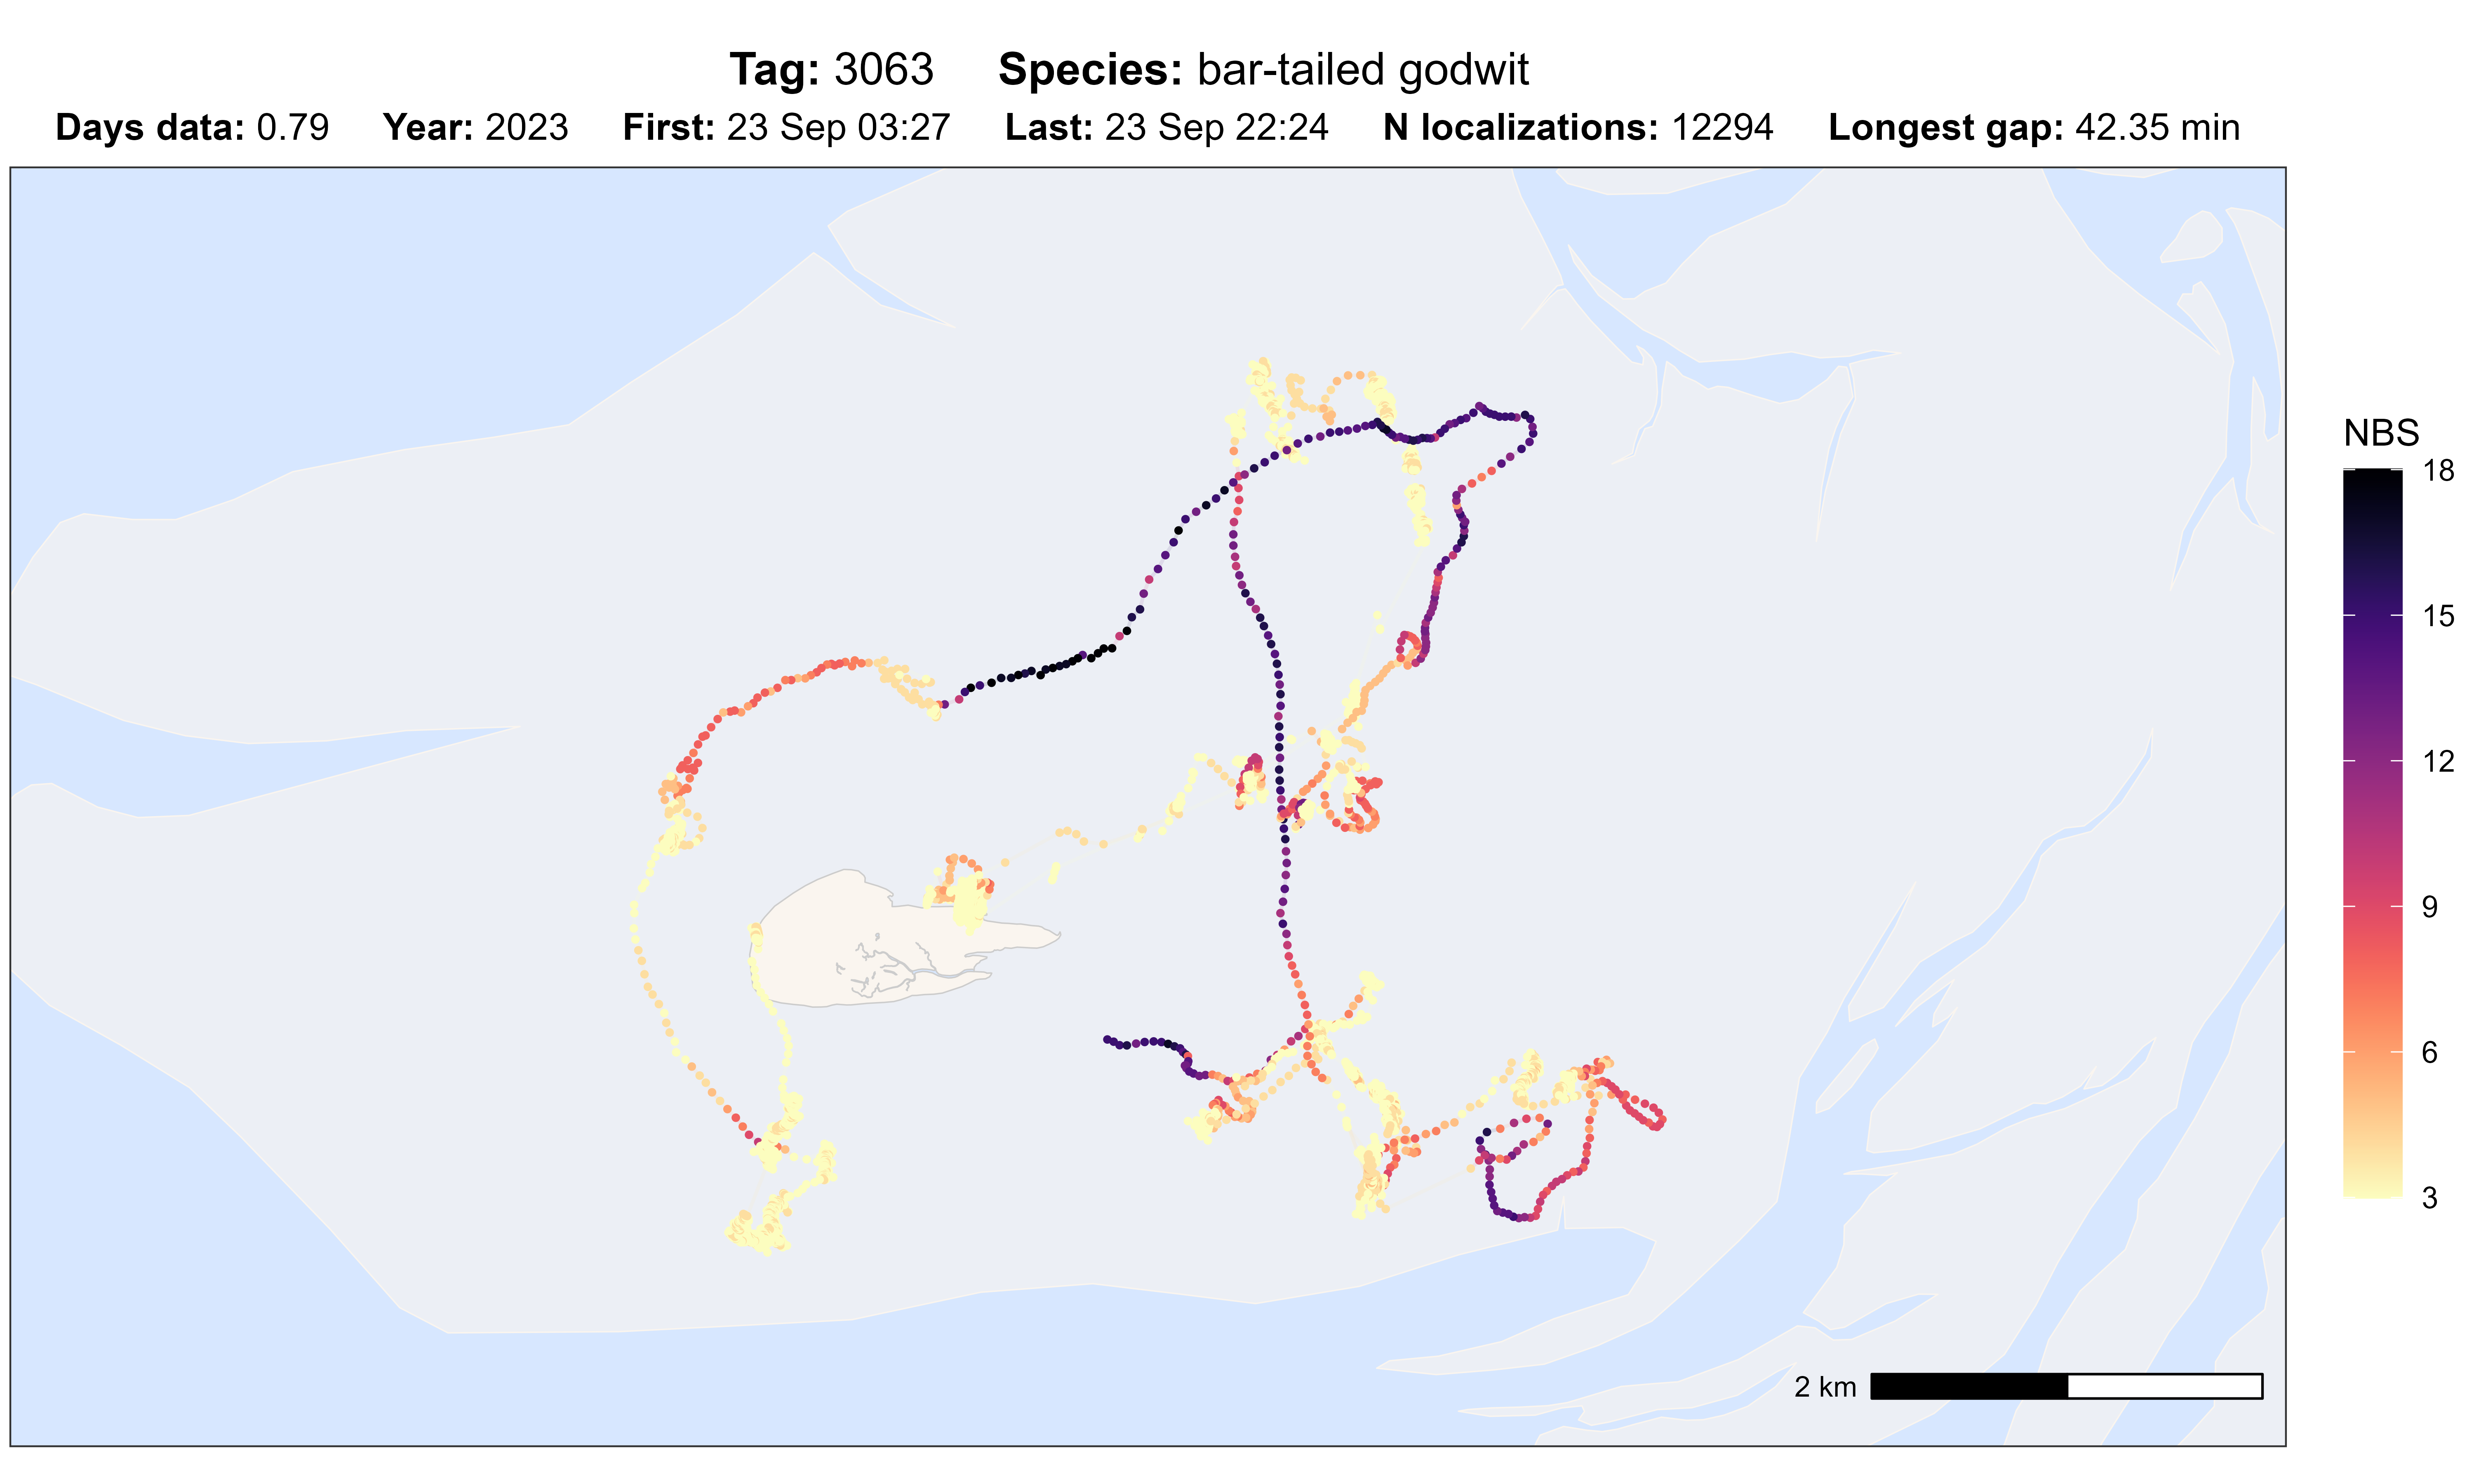 Tag: 3063 Species: bar-tailed godwit
Days data: 0.79 Year: 2023 First: 23 Sep 03:27 Last: 23 Sep 22:24 N localizations: 12294 Longest gap: 42.35 min
NBS
18
15
12
9
6
3
2 km